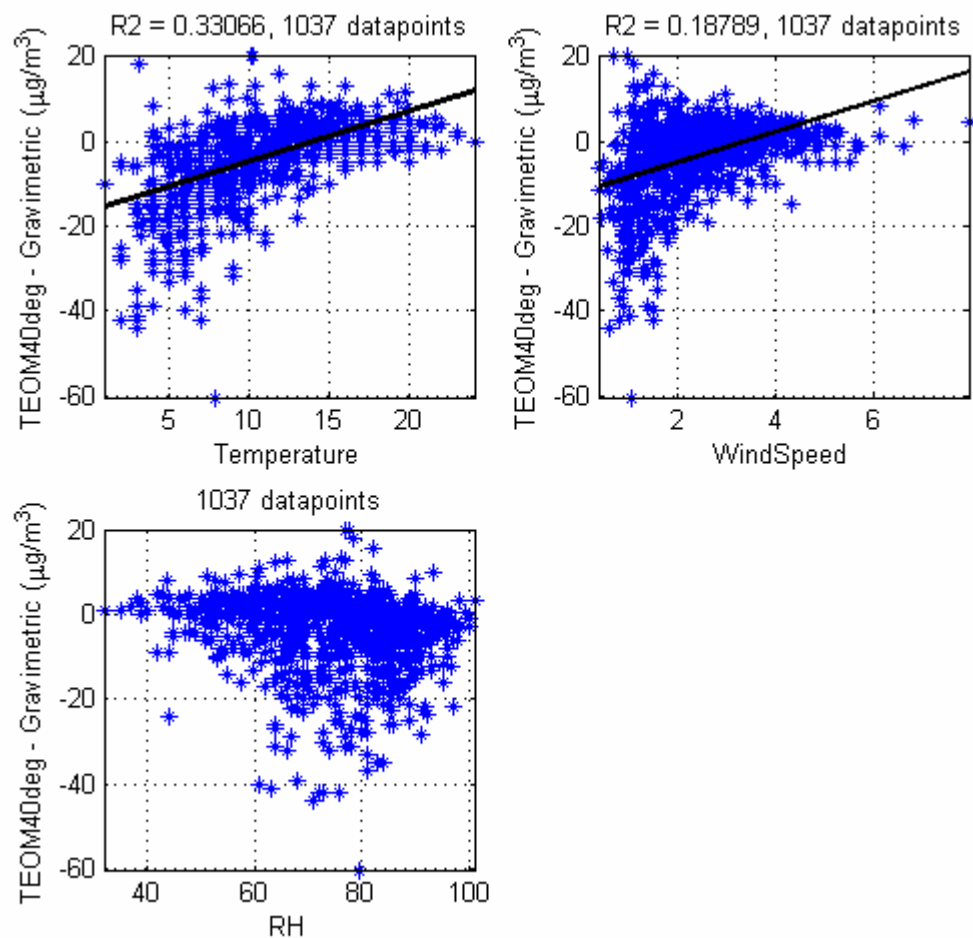 R2 = 0.33066, 1037 datapoints
TEOM40deg - Gravimetric (µg/m³)
20
0
-20
-40
-60
5
10
15
20
Temperature
R2 = 0.18789, 1037 datapoints
TEOM40deg - Gravimetric (µg/m³)
20
0
-20
-40
-60
2
4
6
WindSpeed
1037 datapoints
TEOM40deg - Gravimetric (µg/m³)
20
0
-20
-40
-60
40
60
80
100
RH